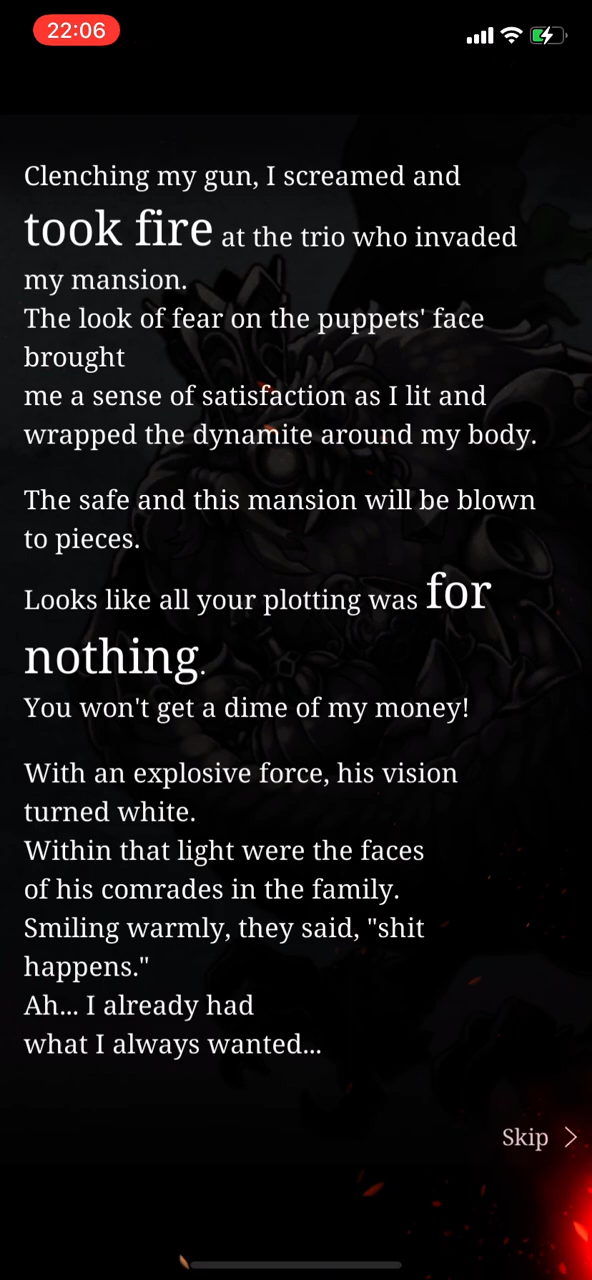 22:06
Clenching my gun, I screamed and
took fire at the trio who invaded
my mansion.
The look of fear on the puppets' face
brought
me a sense of satisfaction as I lit and
wrapped the dynamite around my body.
The safe and this mansion will be blown
to pieces.
Looks like all your plotting was for
nothing.
You won't get a dime of my money!
With an explosive force, his vision
turned white.
Within that light were the faces
of his comrades in the family.
Smiling warmly, they said, "shit
happens."
Ah... I already had
what I always wanted...
Skip